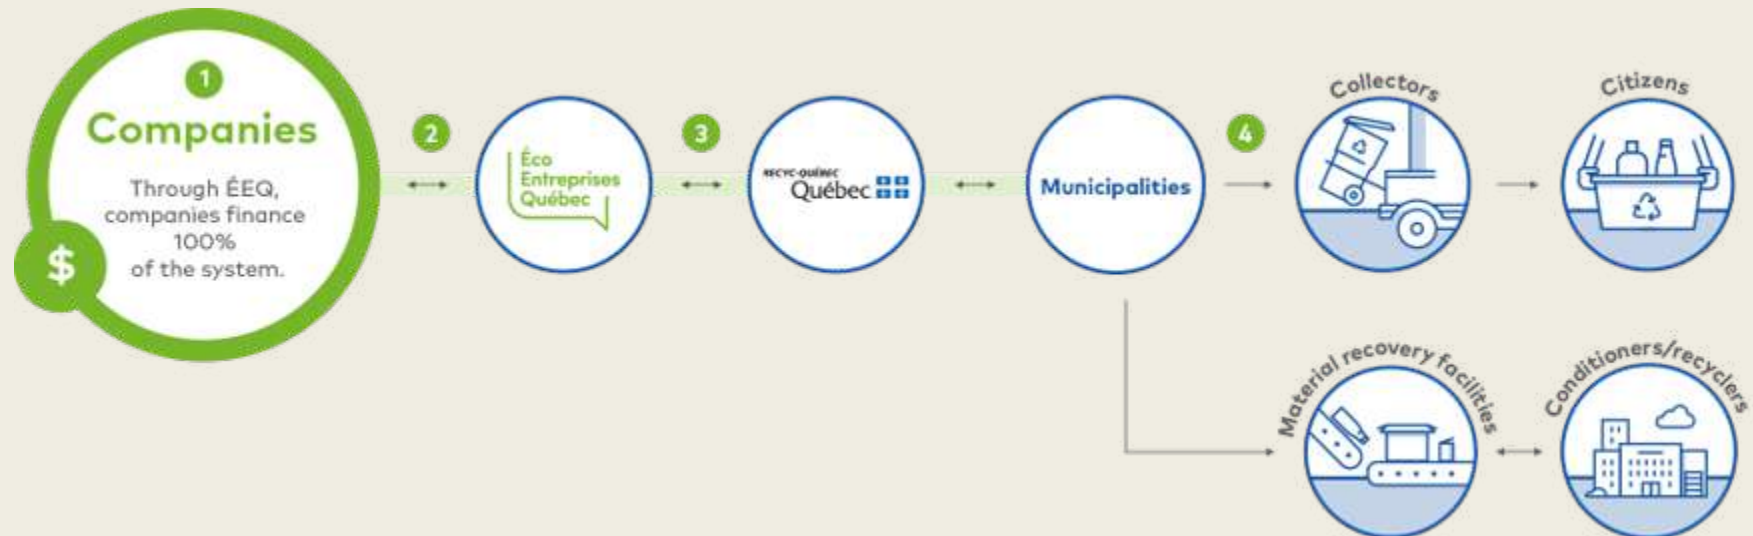 1
Companies
Through ÉEQ,
companies finance
100%
of the system.
$
2
Éco
Entreprises
Québec
3
RECYC-QUÉBEC
Québec
Municipalities
4
Collectors
Citizens
Material recovery facilities
Conditioners/recyclers